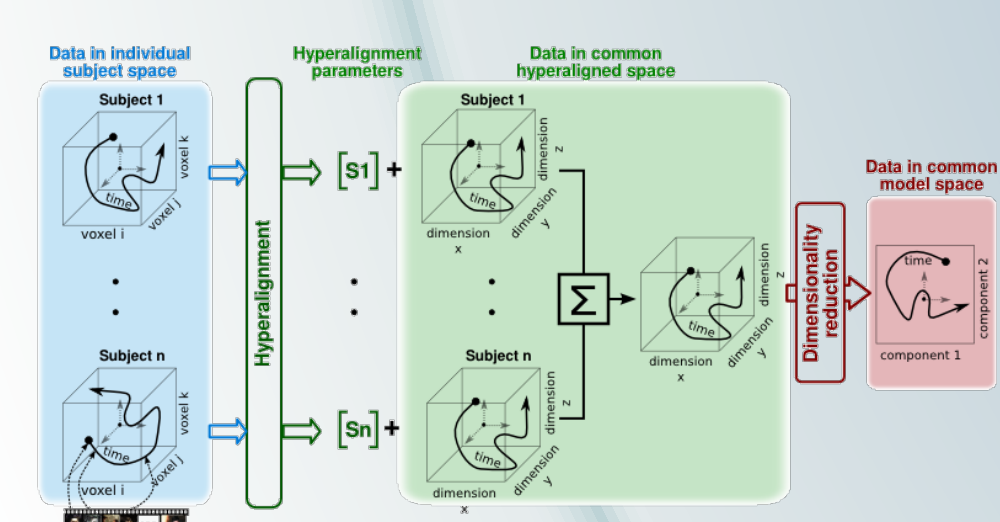 Data in individual
subject space
Hyperalignment
parameters
Data in common
hyperaligned space
Subject 1
voxel k
time
voxel j
voxel i
Hyperalignment
[S1] +
Subject 1
dimension
z
time
dimension
y
dimension
x
Σ
dimension
z
time
dimension
y
dimension
x
Dimensionality
reduction
Data in common
model space
time
component 2
component 1
Subject n
voxel k
time
voxel j
voxel i
[Sn] +
Subject n
dimension
z
time
dimension
y
dimension
x